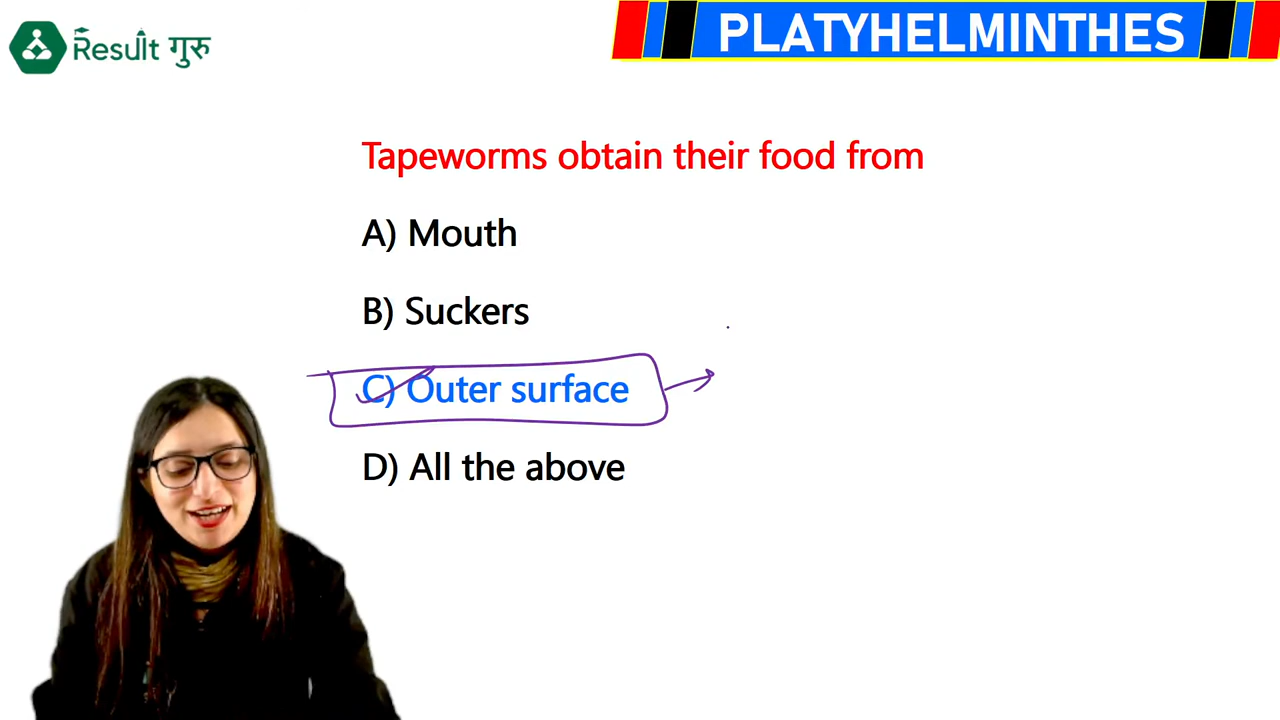 Result गुरु
PLATYHELMINTHES
Tapeworms obtain their food from
A) Mouth
B) Suckers
C) Outer surface
D) All the above